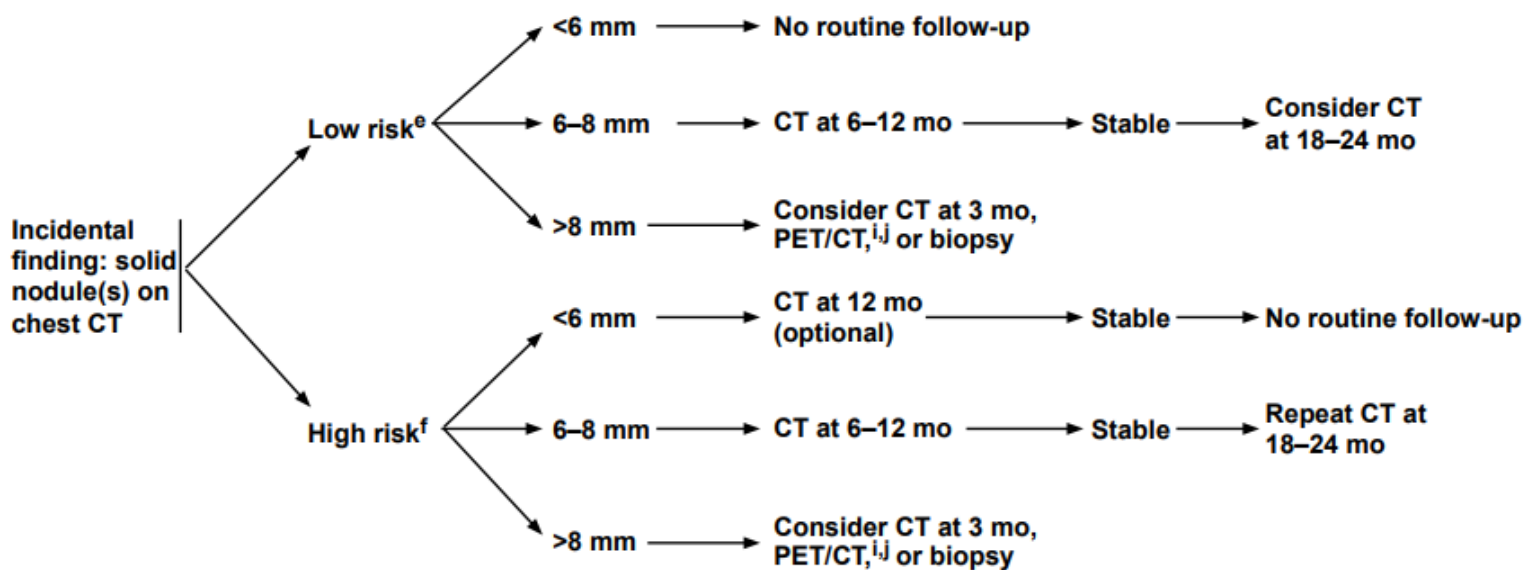 Incidental
finding: solid
nodule(s) on
chest CT
Low riskᵉ
<6 mm
No routine follow-up
6–8 mm
CT at 6–12 mo
Stable
Consider CT
at 18–24 mo
>8 mm
Consider CT at 3 mo,
PET/CT,ⁱ,ʲ or biopsy
High riskᶠ
<6 mm
CT at 12 mo
(optional)
Stable
No routine follow-up
6–8 mm
CT at 6–12 mo
Stable
Repeat CT at
18–24 mo
>8 mm
Consider CT at 3 mo,
PET/CT,ⁱ,ʲ or biopsy